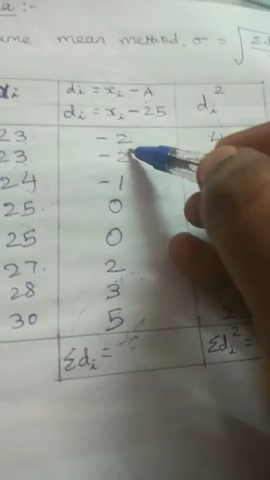 a :-
ume mean method, σ = √
xi di = xi - A di²
di = xi - 25
23 -2 4
23 -2
24 -1
25 0
25 0
27 2
28 3
30 5
Σdi = Σdi² =